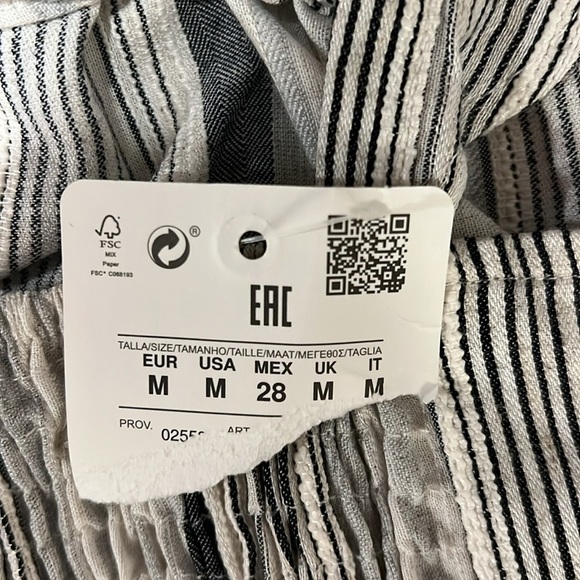 FSC
MIX
Paper
FSC® C068193
®
EAC
TALLA/SIZE/TAMANHO/TAILLE/MAAT/ΜΕΓΕΘΟΣ/TAGLIA
EUR USA MEX UK IT
M M 28 M M
PROV. ART